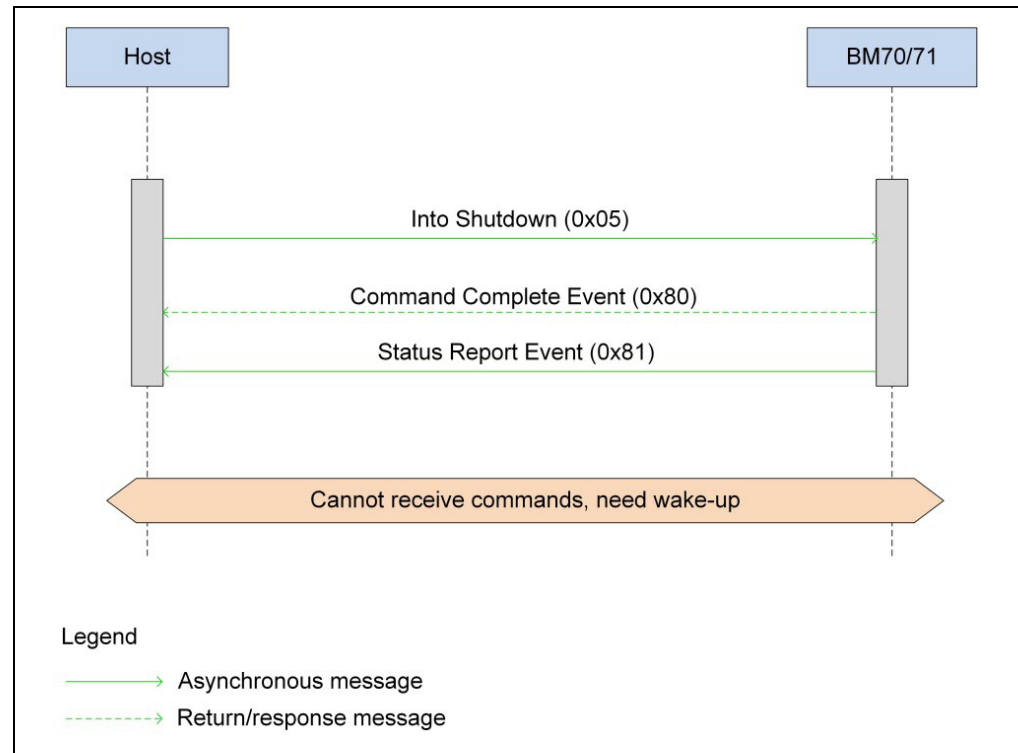 Host
BM70/71
Into Shutdown (0x05)
Command Complete Event (0x80)
Status Report Event (0x81)
Cannot receive commands, need wake-up
Legend
Asynchronous message
Return/response message